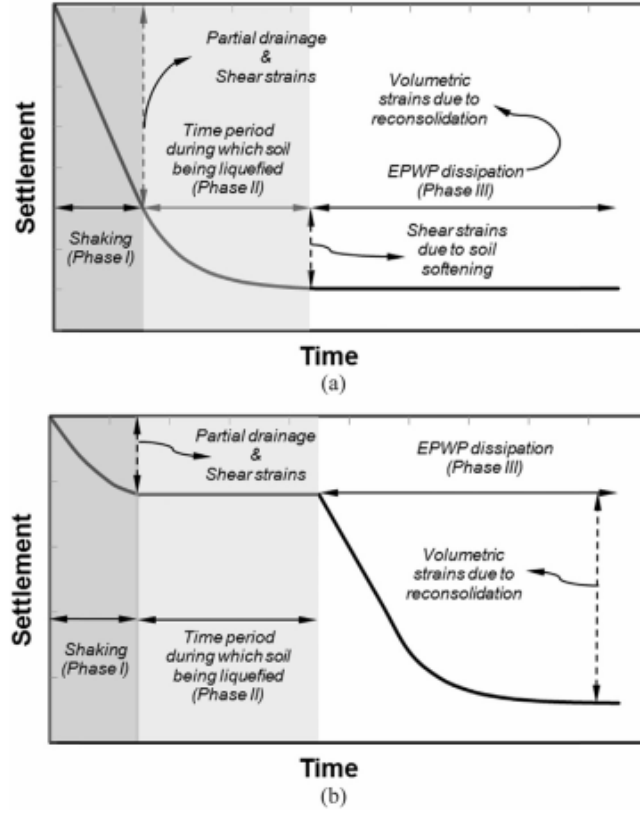 Settlement
Partial drainage
&
Shear strains
Time period
during which soil
being liquefied
(Phase II)
Shaking
(Phase I)
Volumetric
strains due to
reconsolidation
EPWP dissipation
(Phase III)
Shear strains
due to soil
softening
Time
(a)
Settlement
Partial drainage
&
Shear strains
EPWP dissipation
(Phase III)
Volumetric
strains due to
reconsolidation
Shaking
(Phase I)
Time period
during which soil
being liquefied
(Phase II)
Time
(b)